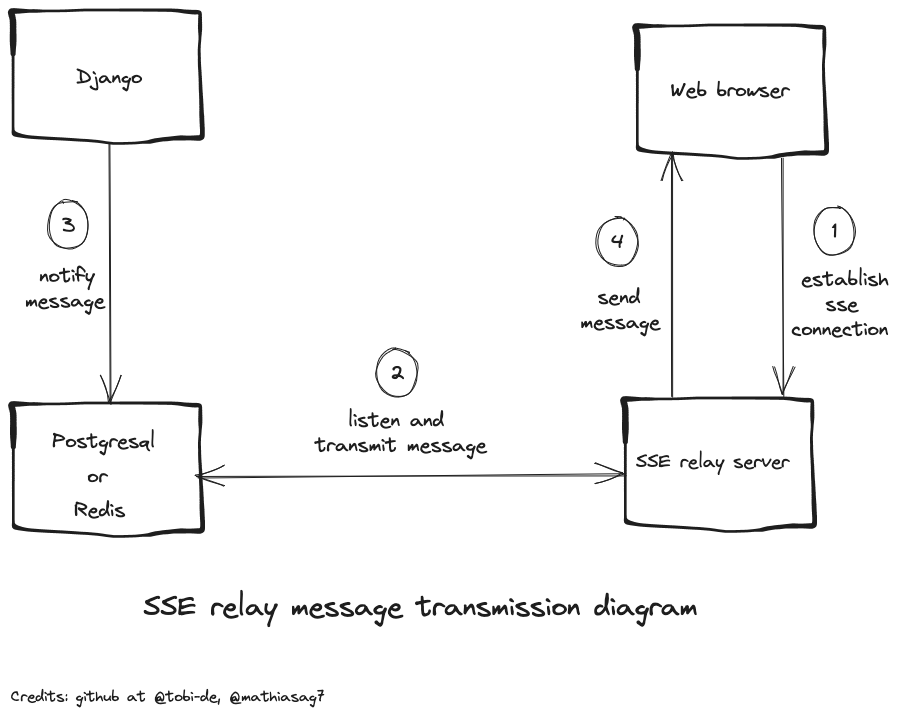 Django
Web browser
3
notify
message
4
send
message
1
establish
sse
connection
2
listen and
transmit message
Postgresql
or
Redis
SSE relay server
SSE relay message transmission diagram
Credits: github at @tobi-de, @mathiasag7